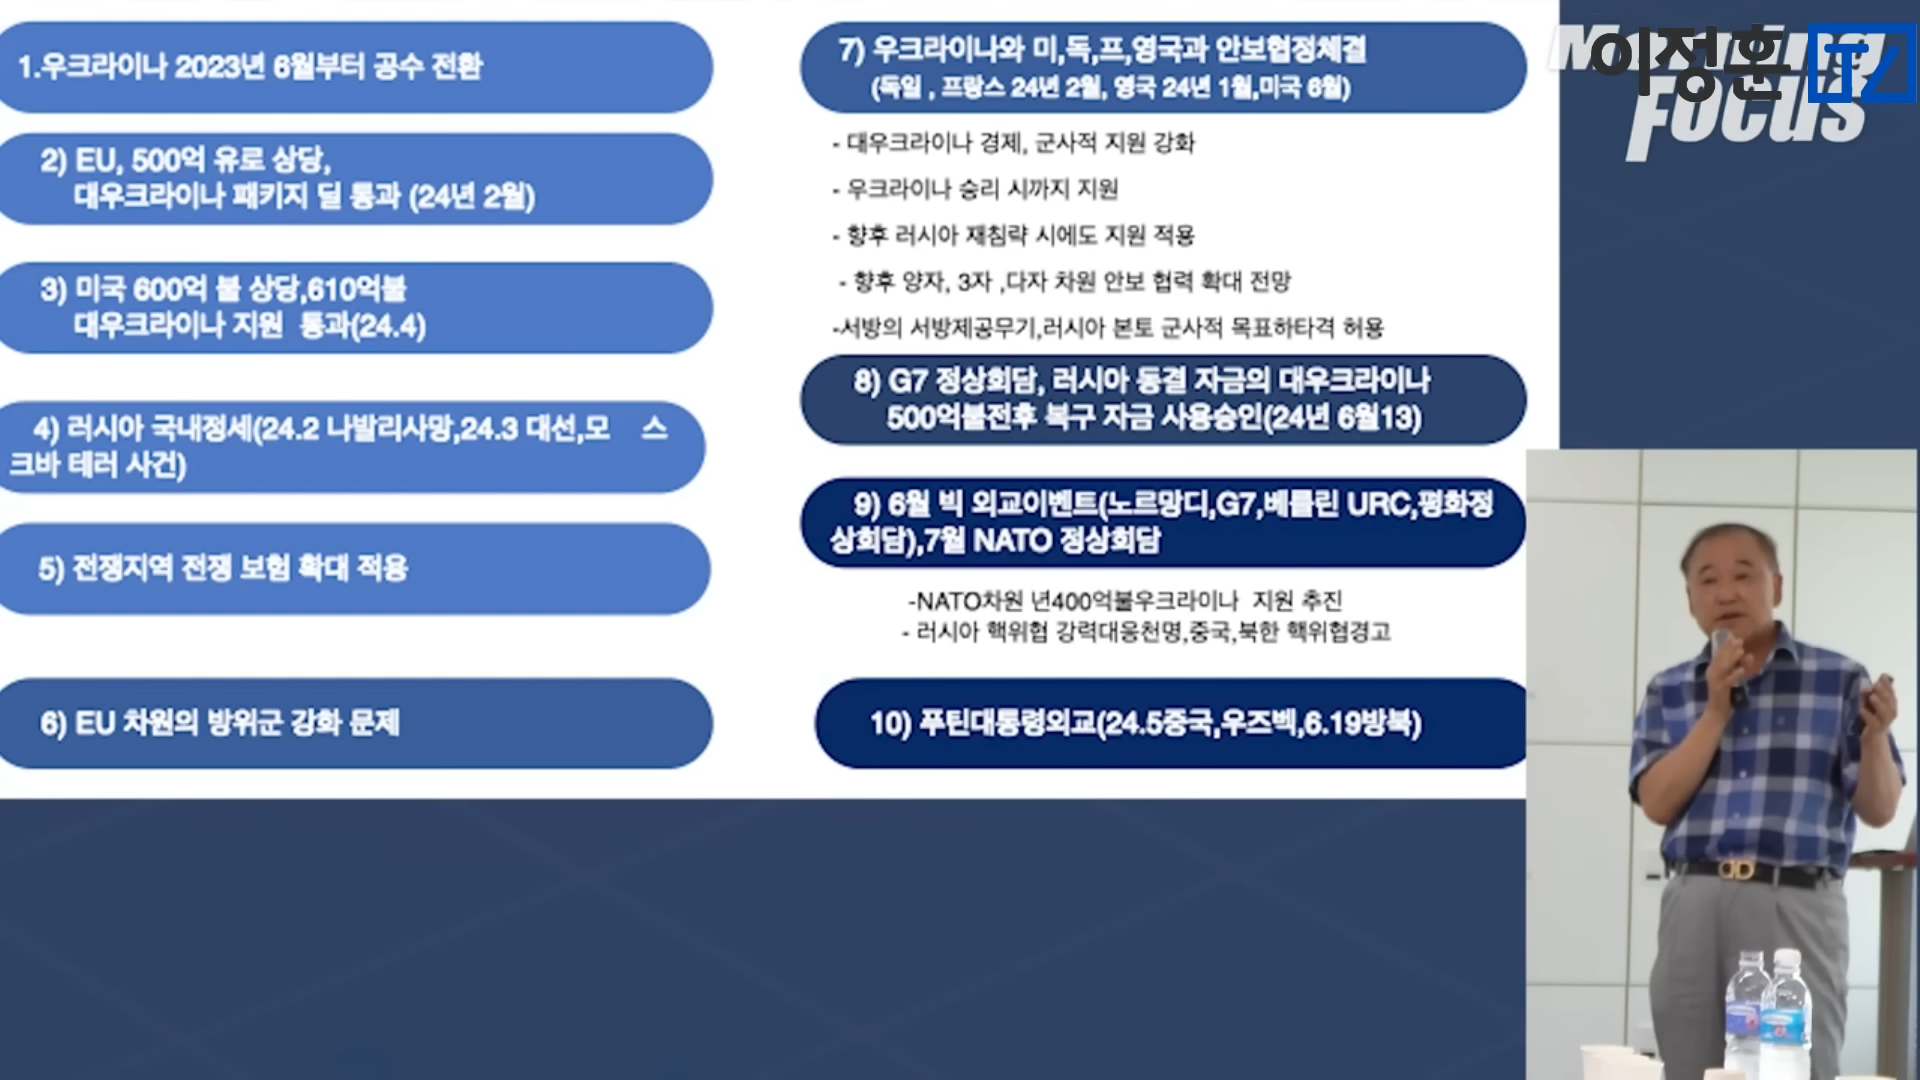 1.우크라이나 2023년 6월부터 공수 전환
2) EU, 500억 유로 상당,
대우크라이나 패키지 딜 통과 (24년 2월)
3) 미국 600억 불 상당,610억불
대우크라이나 지원 통과(24.4)
4) 러시아 국내정세(24.2 나발리사망,24.3 대선,모 스
크바 테러 사건)
5) 전쟁지역 전쟁 보험 확대 적용
6) EU 차원의 방위군 강화 문제
7) 우크라이나와 미,독,프,영국과 안보협정체결
(독일 , 프랑스 24년 2월, 영국 24년 1월,미국 6월)
- 대우크라이나 경제, 군사적 지원 강화
- 우크라이나 승리 시까지 지원
- 향후 러시아 재침략 시에도 지원 적용
- 향후 양자, 3자 ,다자 차원 안보 협력 확대 전망
-서방의 서방제공무기,러시아 본토 군사적 목표하타격 허용
8) G7 정상회담, 러시아 동결 자금의 대우크라이나
500억불전후 복구 자금 사용승인(24년 6월13)
9) 6월 빅 외교이벤트(노르망디,G7,베를린 URC,평화정
상회담),7월 NATO 정상회담
-NATO차원 년400억불우크라이나 지원 추진
- 러시아 핵위협 강력대응천명,중국,북한 핵위협경고
10) 푸틴대통령외교(24.5중국,우즈벡,6.19방북)
Morning
Focus
이정훈 TV